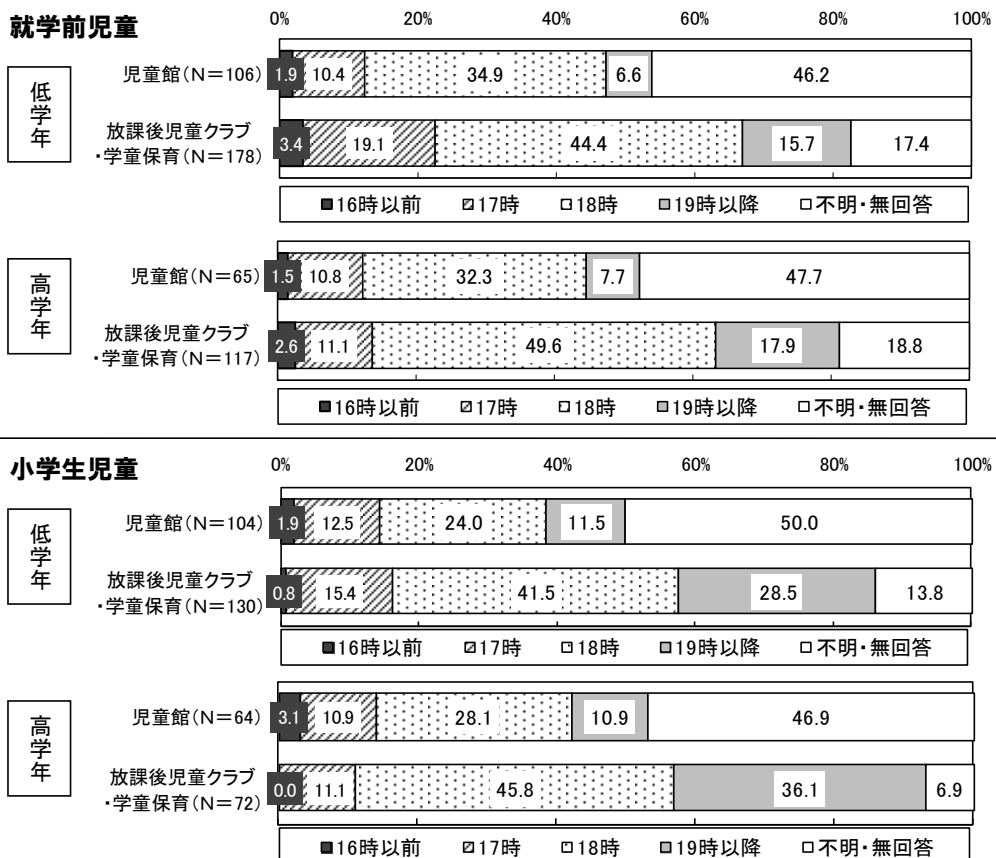 就学前児童
0% 20% 40% 60% 80% 100%
低学年
児童館(N=106) 1.9 10.4 34.9 6.6 46.2
放課後児童クラブ
・学童保育(N=178) 3.4 19.1 44.4 15.7 17.4
■16時以前 17時 18時 19時以降 □不明・無回答
高学年
児童館(N=65) 1.5 10.8 32.3 7.7 47.7
放課後児童クラブ
・学童保育(N=117) 2.6 11.1 49.6 17.9 18.8
■16時以前 17時 18時 19時以降 □不明・無回答
小学生児童
0% 20% 40% 60% 80% 100%
低学年
児童館(N=104) 1.9 12.5 24.0 11.5 50.0
放課後児童クラブ
・学童保育(N=130) 0.8 15.4 41.5 28.5 13.8
■16時以前 17時 18時 19時以降 □不明・無回答
高学年
児童館(N=64) 3.1 10.9 28.1 10.9 46.9
放課後児童クラブ
・学童保育(N=72) 0.0 11.1 45.8 36.1 6.9
■16時以前 17時 18時 19時以降 □不明・無回答